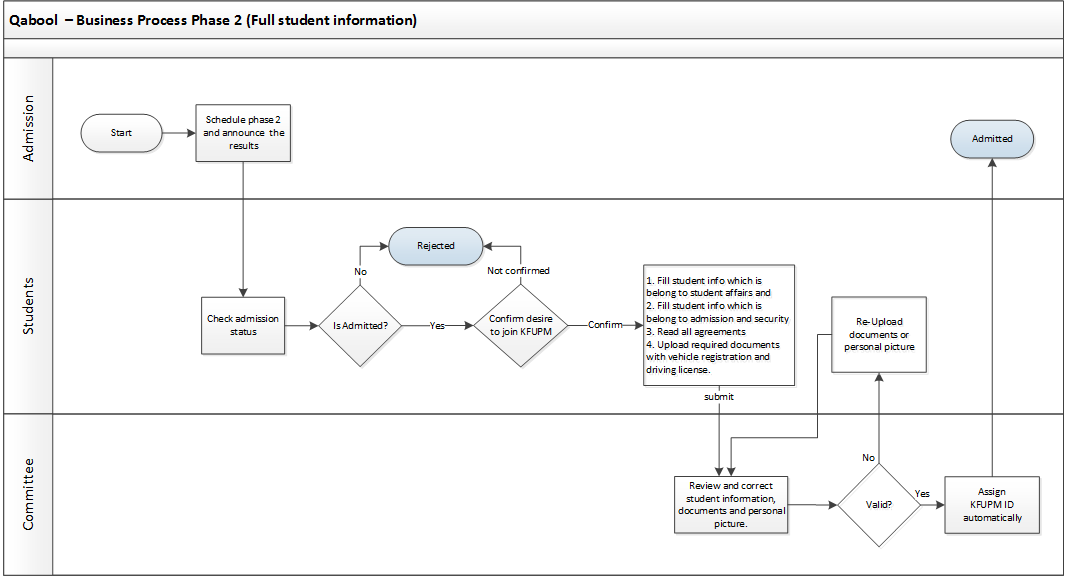 Qabool – Business Process Phase 2 (Full student information)
Admission
Start
Schedule phase 2
and announce the
results
Admitted
Students
Rejected
No
Not confirmed
Check admission
status
Is Admitted?
Yes
Confirm desire
to join KFUPM
Confirm
1. Fill student info which is
belong to student affairs and
2. Fill student info which is
belong to admission and security
3. Read all agreements
4. Upload required documents
with vehicle registration and
driving license.
Re-Upload
documents or
personal picture
submit
Committee
Review and correct
student information,
documents and personal
picture.
No
Valid?
Yes
Assign
KFUPM ID
automatically